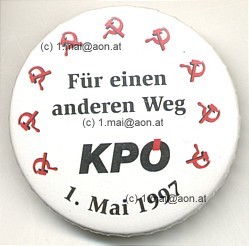 (c) 1.mai@aon.at
Für einen
anderen Weg
(c) 1.mai@aon.at
KPÖ
1. Mai 1997
(c) 1.mai@aon.at